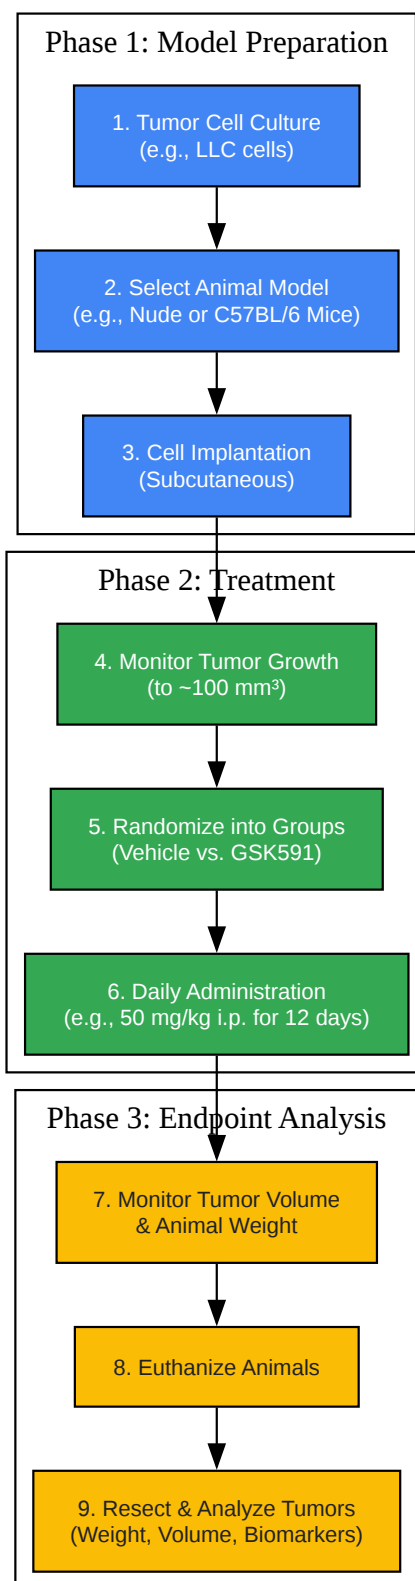 Phase 1: Model Preparation
1. Tumor Cell Culture
(e.g., LLC cells)
2. Select Animal Model
(e.g., Nude or C57BL/6 Mice)
3. Cell Implantation
(Subcutaneous)
Phase 2: Treatment
4. Monitor Tumor Growth
(to ~100 mm³)
5. Randomize into Groups
(Vehicle vs. GSK591)
6. Daily Administration
(e.g., 50 mg/kg i.p. for 12 days)
Phase 3: Endpoint Analysis
7. Monitor Tumor Volume
& Animal Weight
8. Euthanize Animals
9. Resect & Analyze Tumors
(Weight, Volume, Biomarkers)